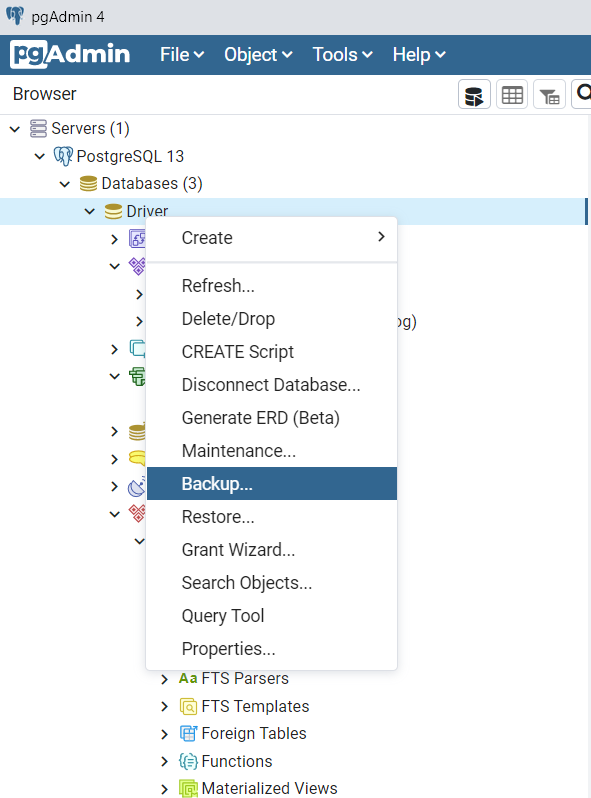 pgAdmin 4
pgAdmin File Object Tools Help
Browser
Servers (1)
PostgreSQL 13
Databases (3)
Driver
Create
Refresh...
og)
Delete/Drop
CREATE Script
Disconnect Database...
Generate ERD (Beta)
Maintenance...
Backup...
Restore...
Grant Wizard...
Search Objects...
Query Tool
Properties...
Aa FTS Parsers
FTS Templates
Foreign Tables
Functions
Materialized Views